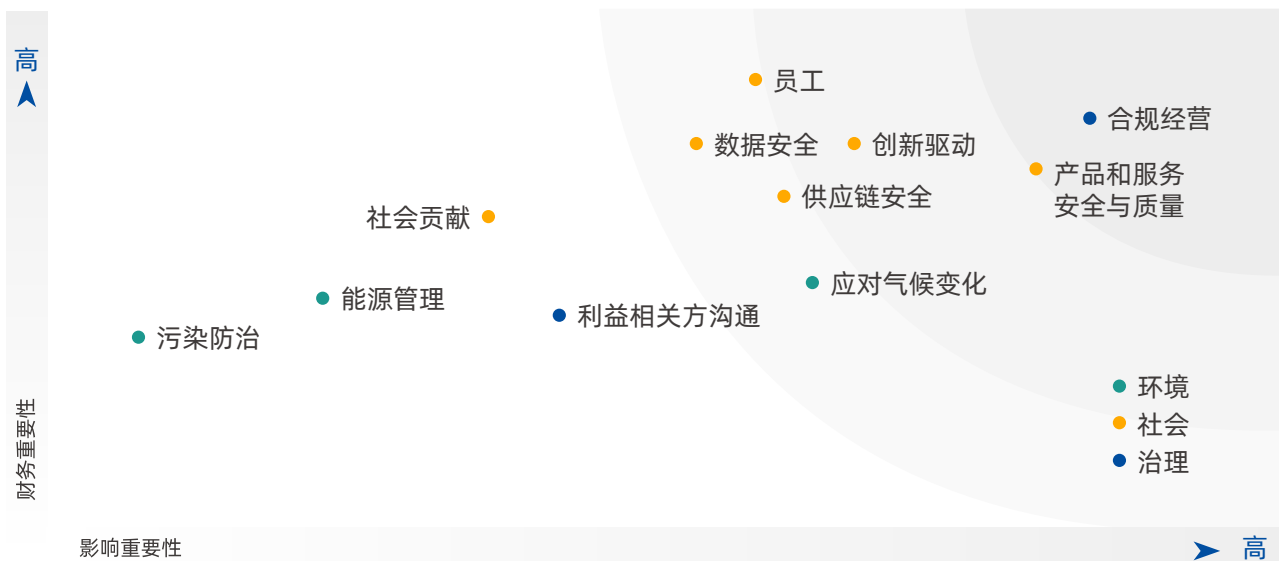 高
员工
合规经营
数据安全
创新驱动
产品和服务
安全与质量
供应链安全
社会贡献
应对气候变化
能源管理
利益相关方沟通
污染防治
环境
社会
治理
财务重要性
影响重要性
高